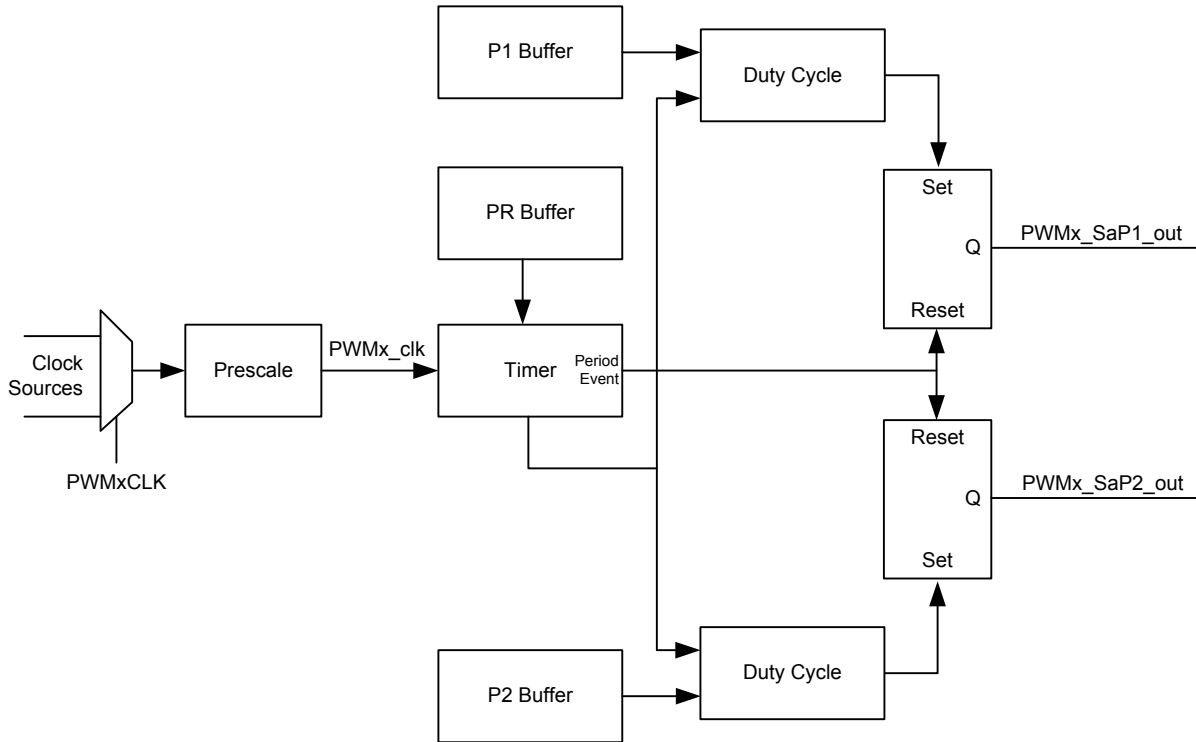 P1 Buffer
Duty Cycle
Set
Q
Reset
PWMx_SaP1_out
PR Buffer
Clock
Sources
PWMxCLK
Prescale
PWMx_clk
Timer
Period
Event
Reset
Q
Set
PWMx_SaP2_out
P2 Buffer
Duty Cycle